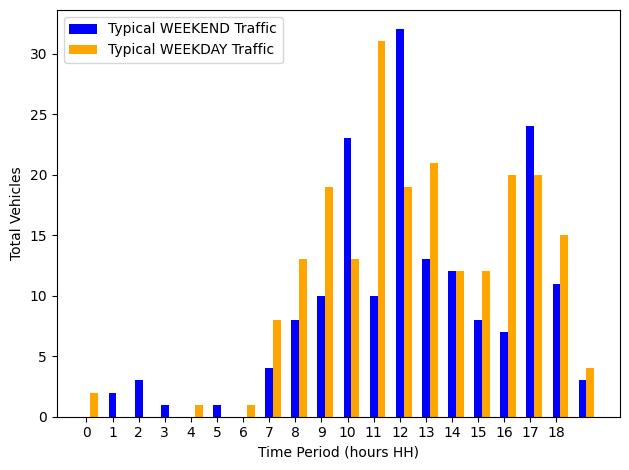 Typical WEEKEND Traffic
Typical WEEKDAY Traffic
30
25
20
15
10
5
0
Total Vehicles
0 1 2 3 4 5 6 7 8 9 10 11 12 13 14 15 16 17 18
Time Period (hours HH)